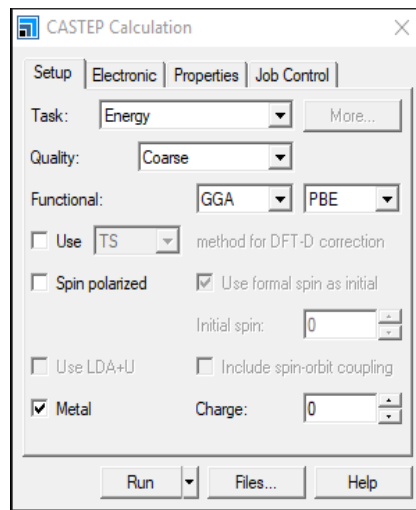 CASTEP Calculation
Setup Electronic Properties Job Control
Task: Energy More...
Quality: Coarse
Functional: GGA PBE
Use TS method for DFT-D correction
Spin polarized Use formal spin as initial
Initial spin: 0
Use LDA+U Include spin-orbit coupling
Metal Charge: 0
Run Files... Help